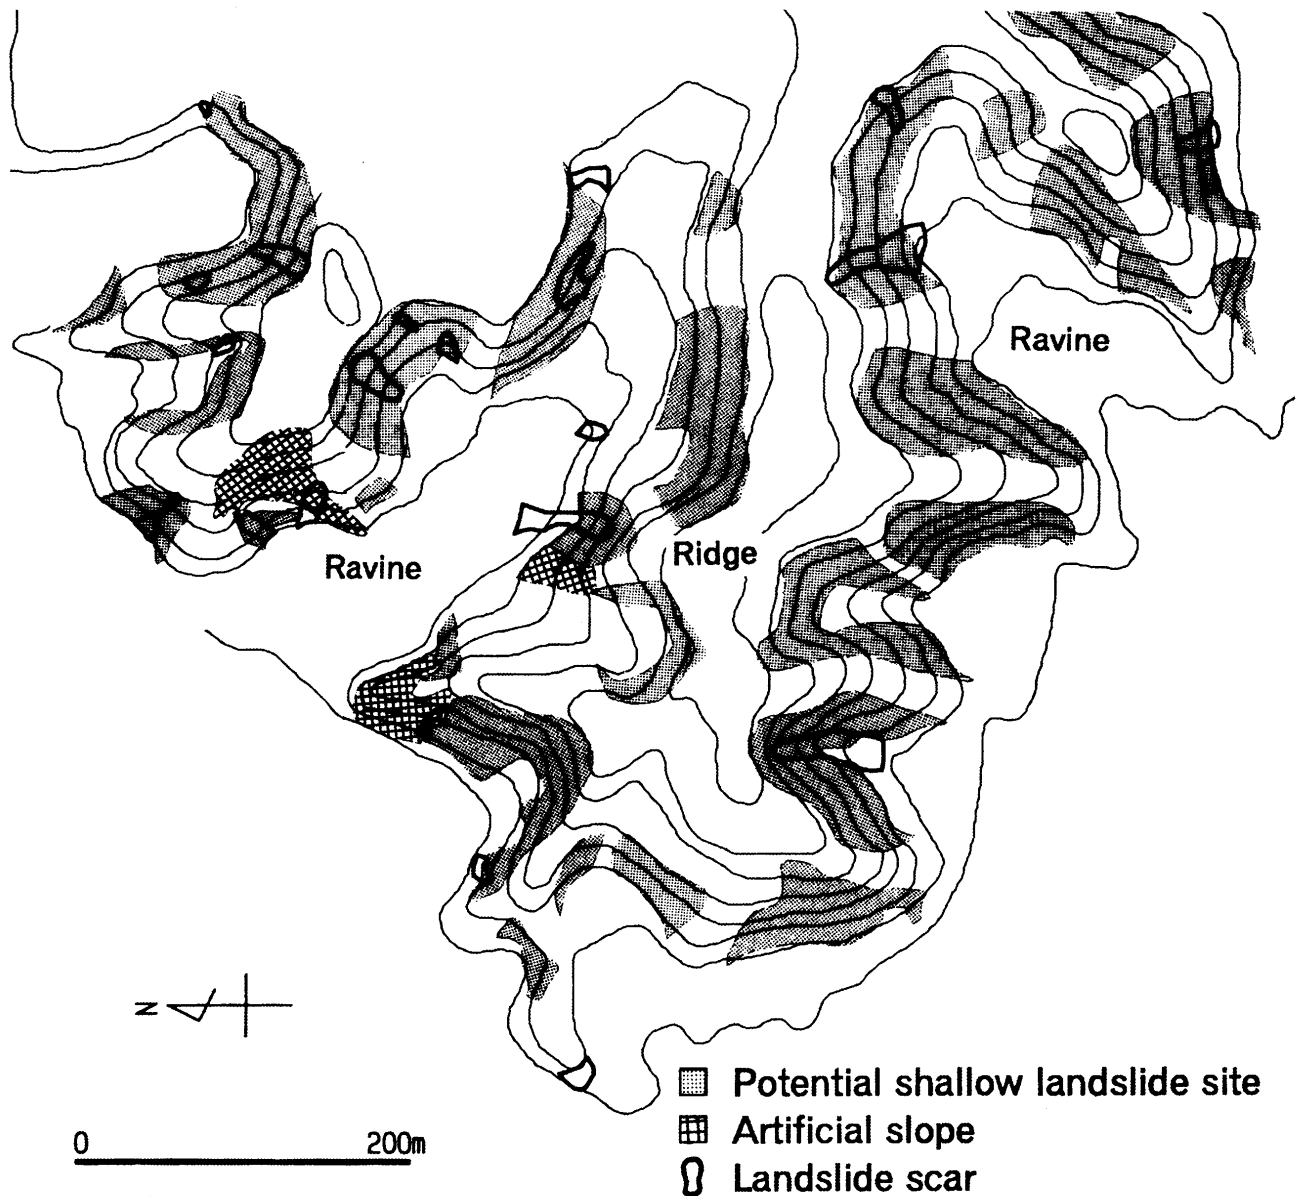 Ravine
Ravine
Ridge
N
0 200m
Potential shallow landslide site
Artificial slope
Landslide scar